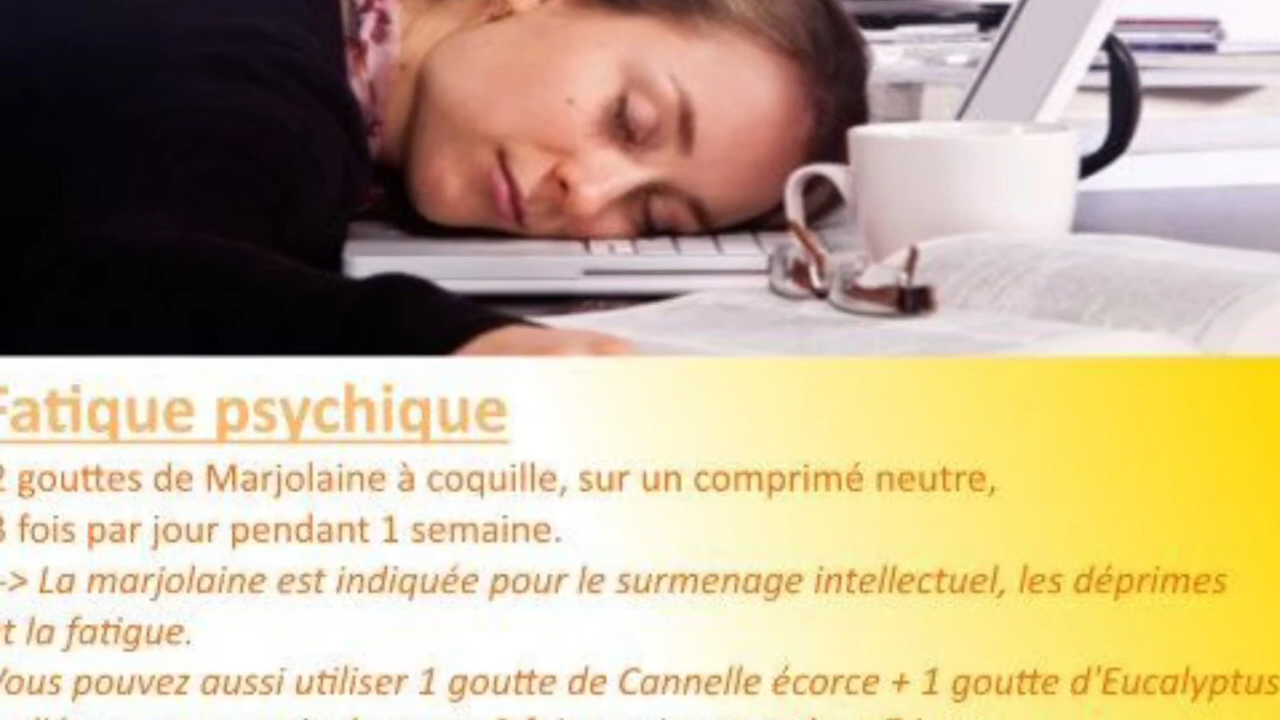 Fatigue psychique
2 gouttes de Marjolaine à coquille, sur un comprimé neutre,
3 fois par jour pendant 1 semaine.
-> La marjolaine est indiquée pour le surmenage intellectuel, les déprimes
et la fatigue.
Vous pouvez aussi utiliser 1 goutte de Cannelle écorce + 1 goutte d'Eucalyptus